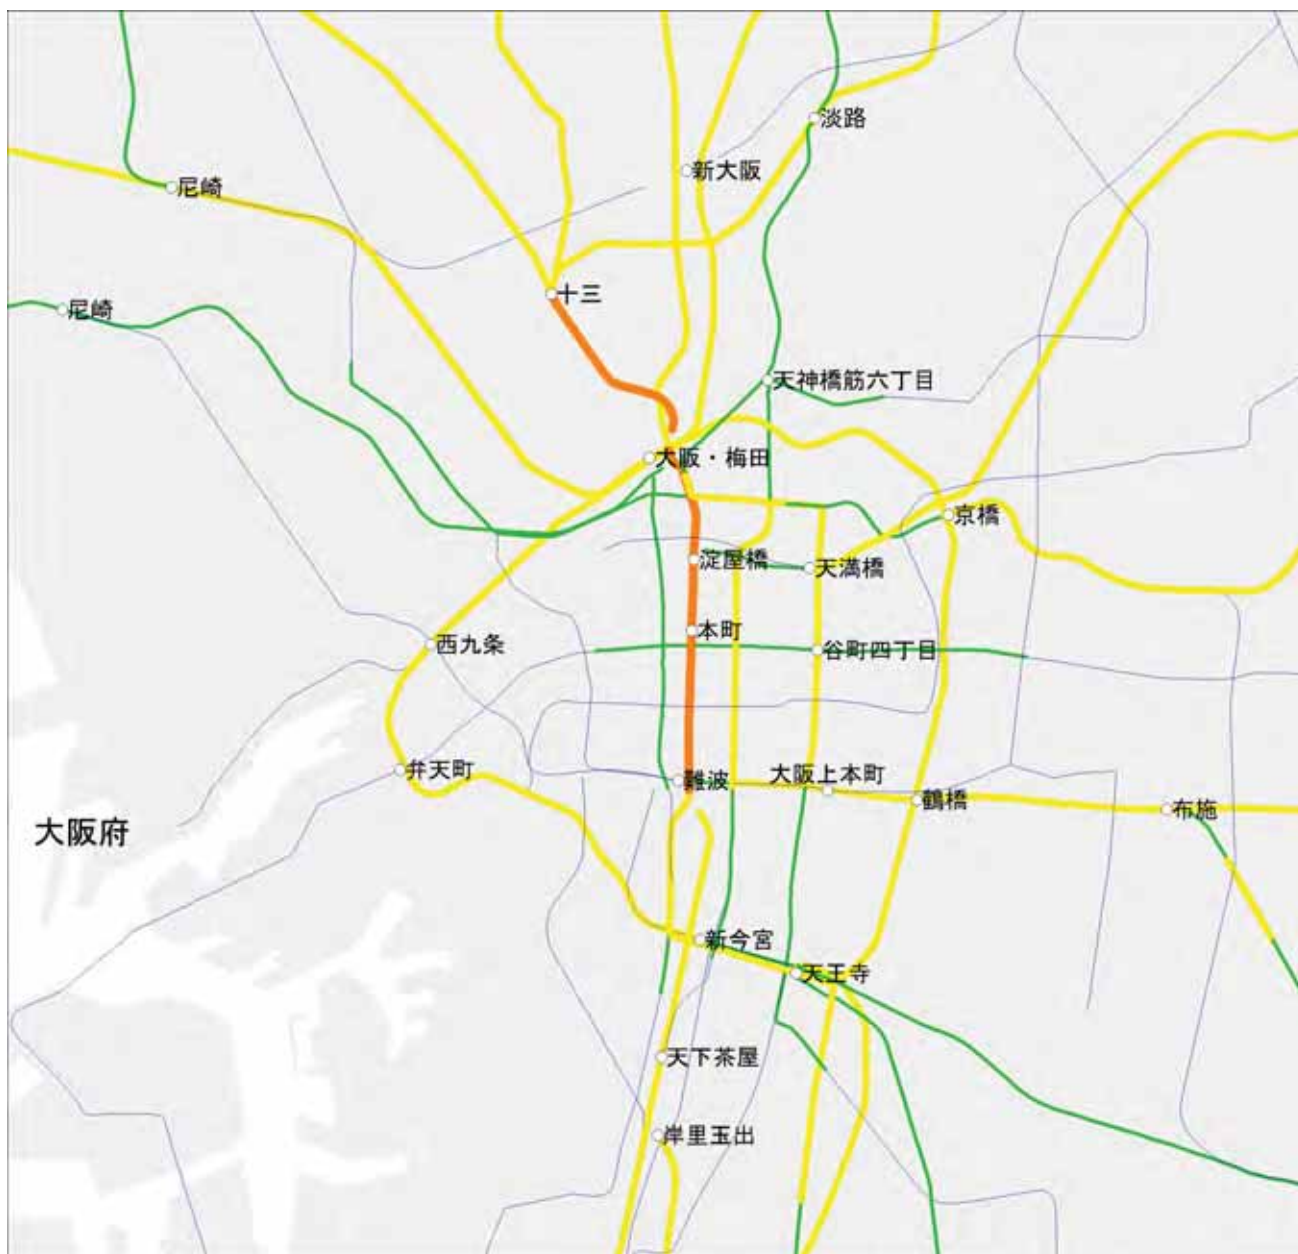 淡路
新大阪
尼崎
十三
尼崎
天神橋筋六丁目
大阪・梅田
京橋
淀屋橋
天満橋
本町
西九条
谷町四丁目
弁天町
大阪上本町
難波
鶴橋
布施
大阪府
新今宮
天王寺
天下茶屋
岸里玉出